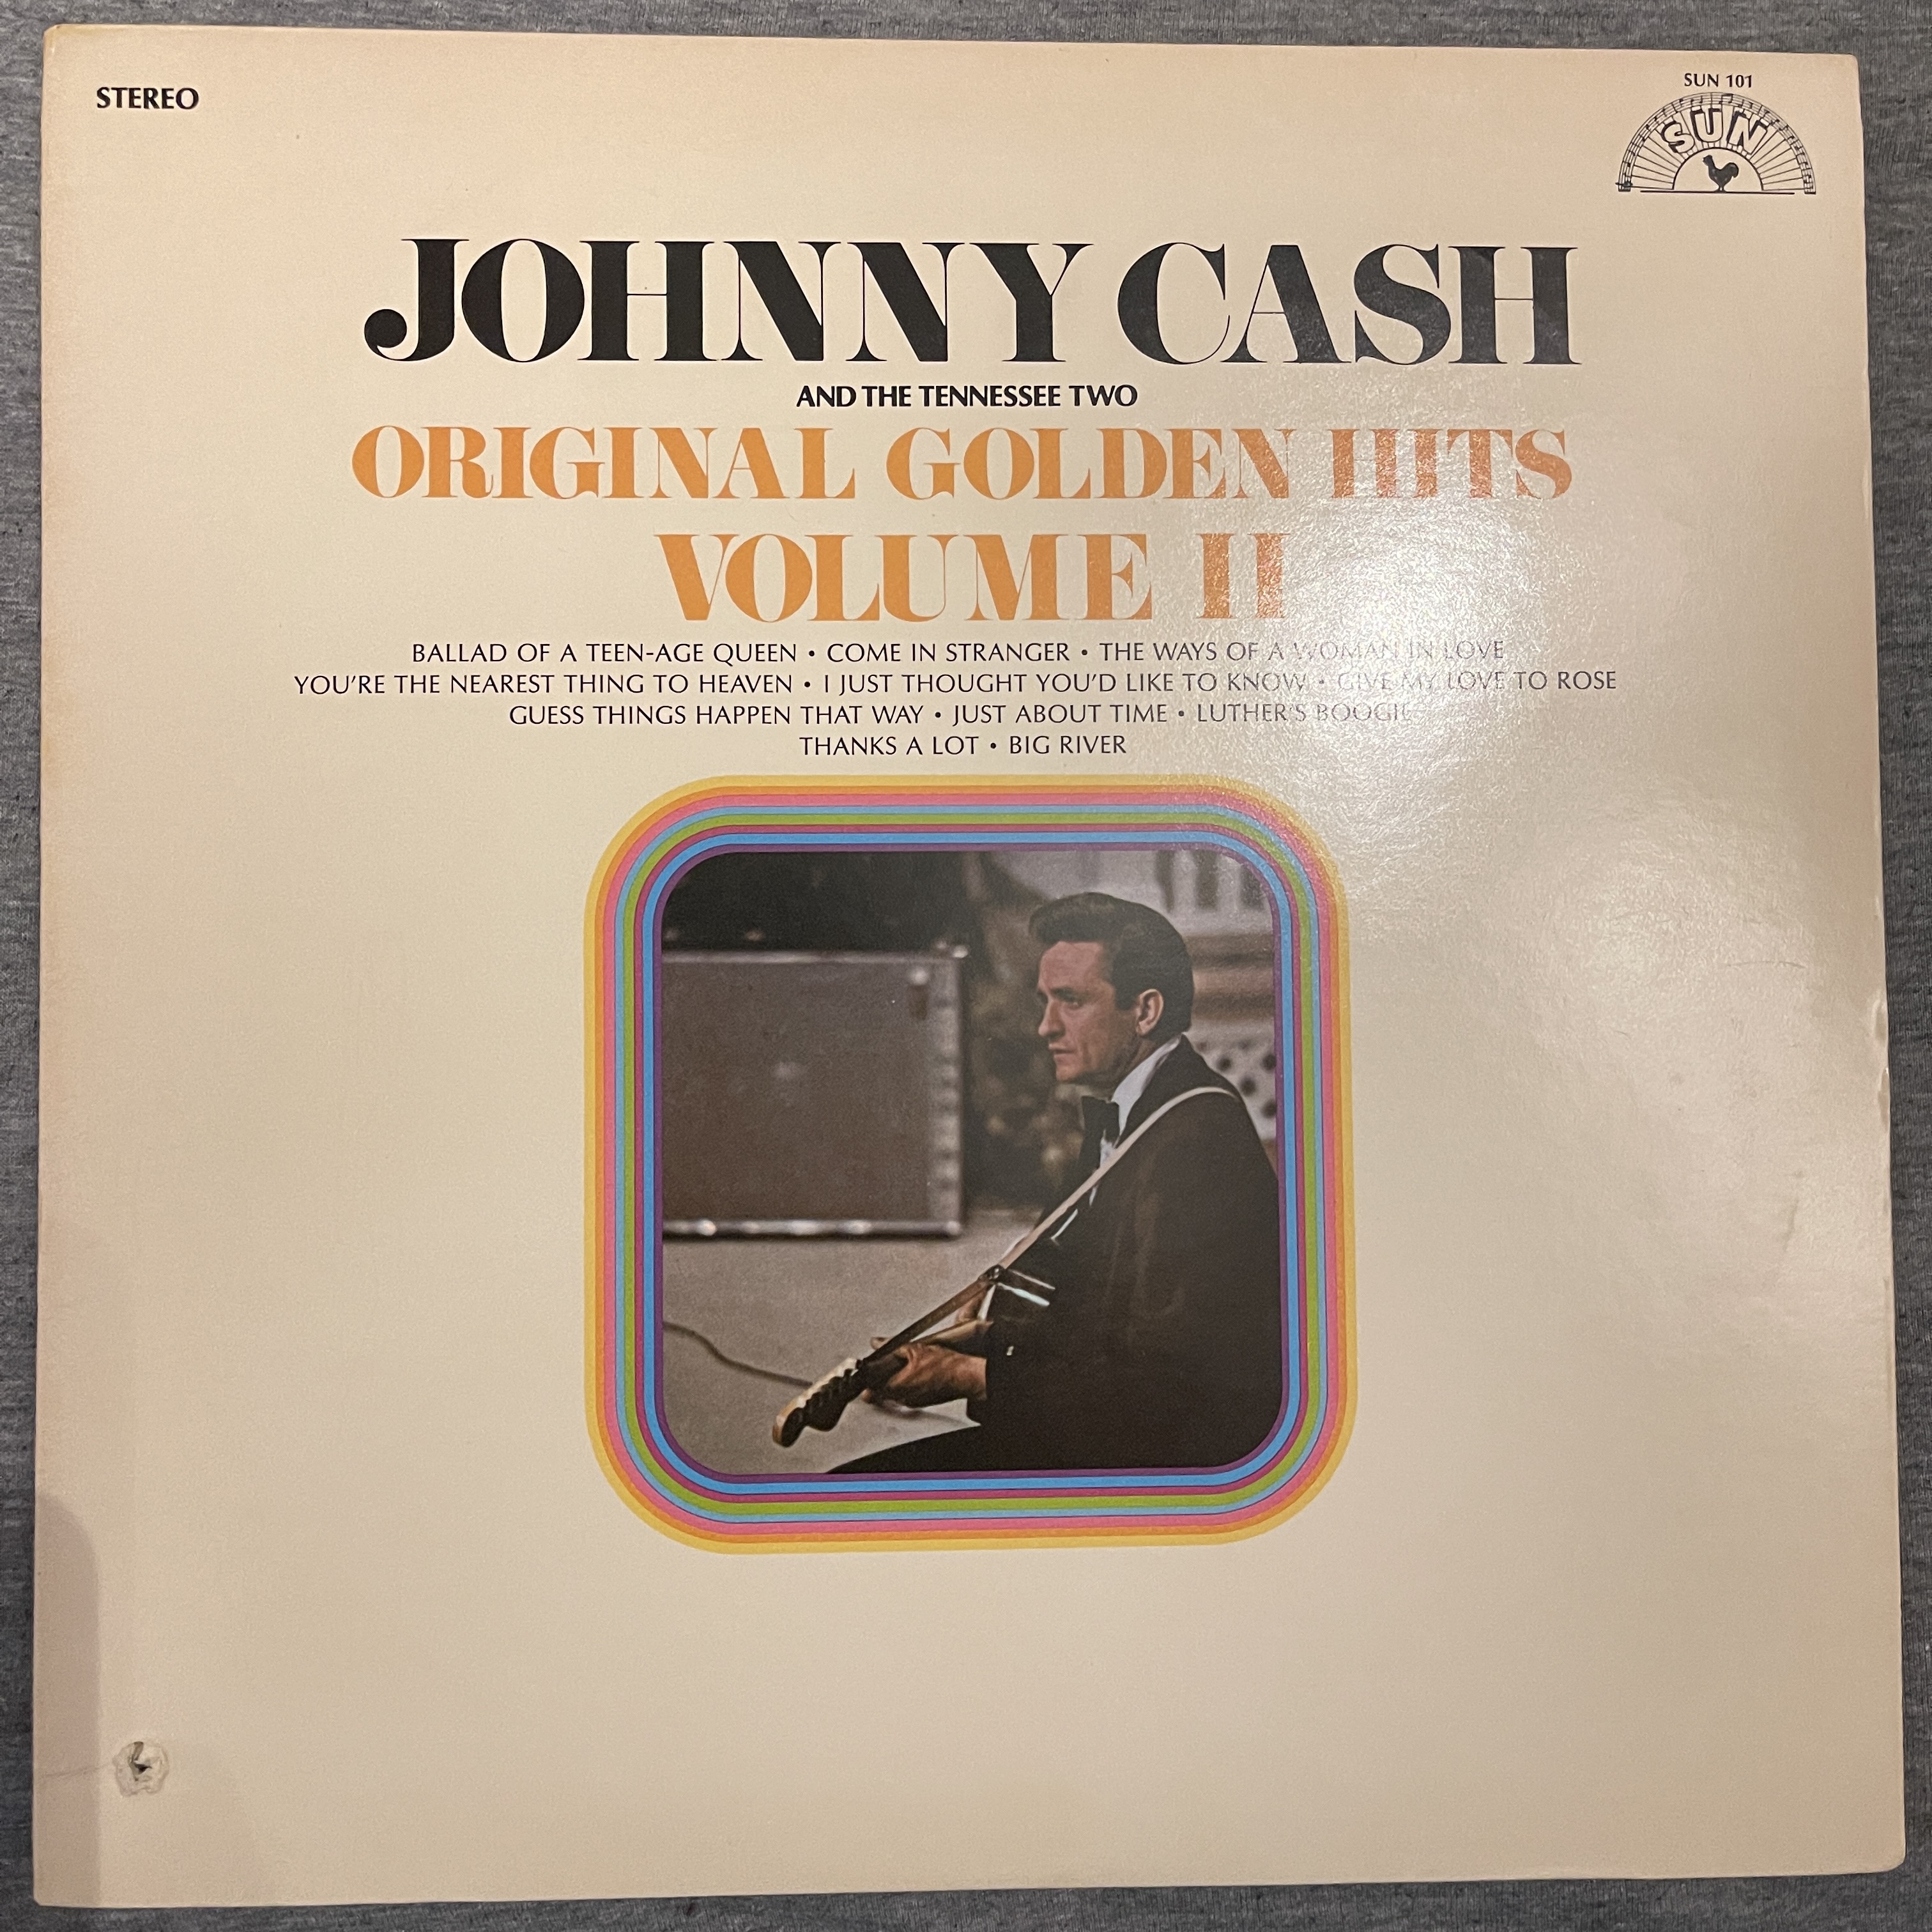 STEREO
SUN 101
SUN
JOHNNY CASH
AND THE TENNESSEE TWO
ORIGINAL GOLDEN HITS
VOLUME II
BALLAD OF A TEEN-AGE QUEEN • COME IN STRANGER • THE WAYS OF A WOMAN IN LOVE
YOU'RE THE NEAREST THING TO HEAVEN • I JUST THOUGHT YOU'D LIKE TO KNOW • GIVE MY LOVE TO ROSE
GUESS THINGS HAPPEN THAT WAY • JUST ABOUT TIME • LUTHER'S BOOGIE
THANKS A LOT • BIG RIVER